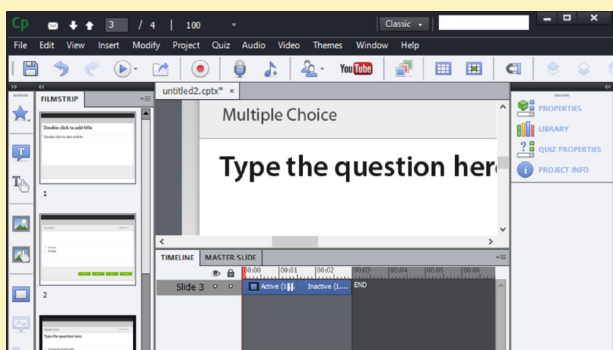 Cp 3 / 4 100 Classic
File Edit View Insert Modify Project Quiz Audio Video Themes Window Help
You Tube
untitled2.cptx* ×
FILMSTRIP
Double click to add title
Multiple Choice
Type the question here
PROPERTIES
LIBRARY
QUIZ PROPERTIES
PROJECT INFO
1
2
Type the question here
TIMELINE MASTER SLIDE
00:00 00:01 00:02 00:03 00:04 00:05 00:06
Slide 3 Active (1 Inactive (1.... END